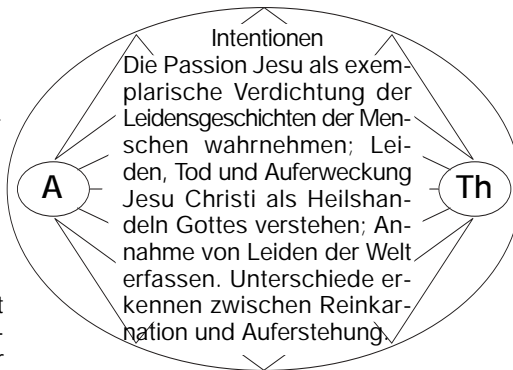 Intentionen
Die Passion Jesu als exem-
plarische Verdichtung der
Leidensgeschichten der Men-
schen wahrnehmen; Lei-
den, Tod und Auferweckung
Jesu Christi als Heilshan-
deln Gottes verstehen; An-
nahme von Leiden der Welt
erfassen. Unterschiede er-
kennen zwischen Reinkar-
nation und Auferstehung.
A
Th
t
-
r